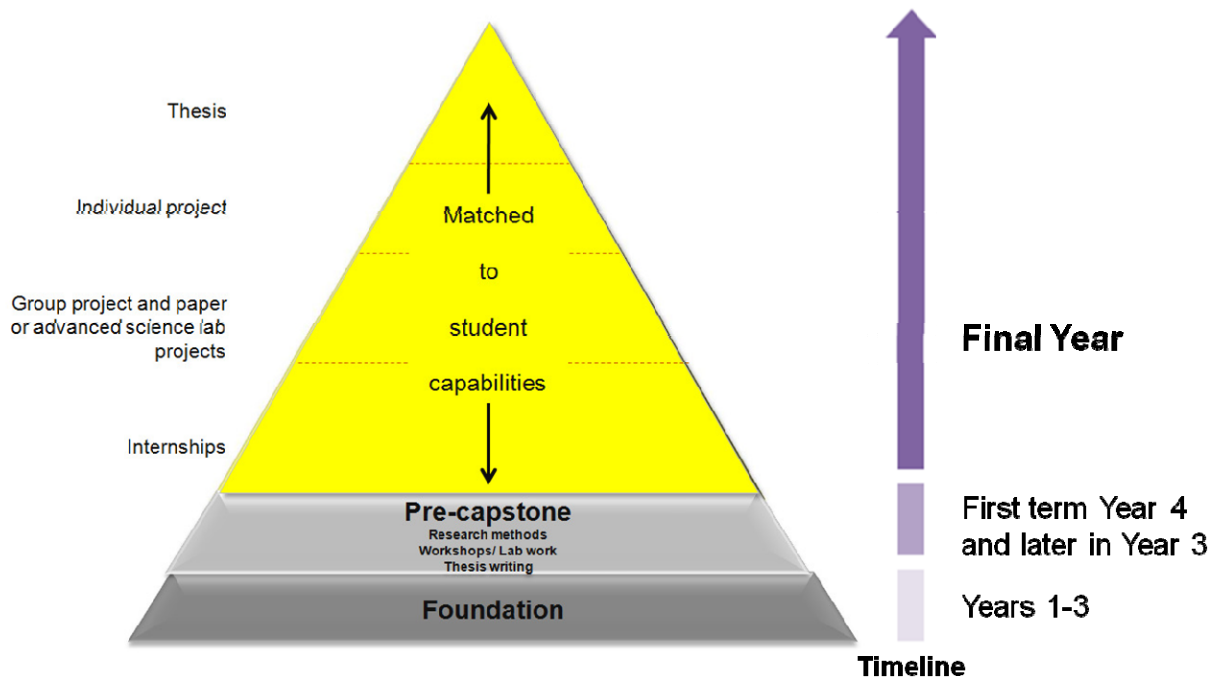 Thesis
Individual project
Group project and paper
or advanced science lab
projects
Internships
Matched
to
student
capabilities
Pre-capstone
Research methods
Workshops/ Lab work
Thesis writing
Foundation
Final Year
First term Year 4
and later in Year 3
Years 1-3
Timeline